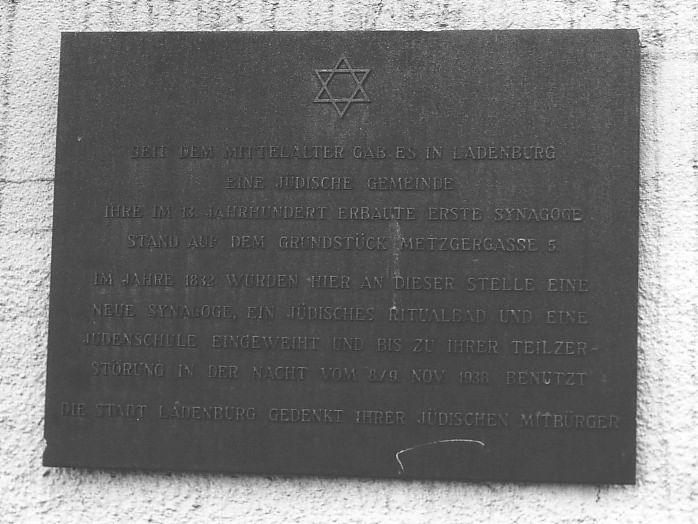 SEIT DEM MITTELALTER GAB ES IN LADENBURG
EINE JÜDISCHE GEMEINDE
IHRE IM 13. JAHRHUNDERT ERBAUTE ERSTE SYNAGOGE
STAND AUF DEM GRUNDSTÜCK METZGERGASSE 5.
IM JAHRE 1832 WURDEN HIER AN DIESER STELLE EINE
NEUE SYNAGOGE, EIN JÜDISCHES RITUALBAD UND EINE
JUDENSCHULE EINGEWEIHT UND BIS ZU IHRER TEILZER-
STÖRUNG IN DER NACHT VOM 8./9. NOV. 1938 BENUTZT
DIE STADT LADENBURG GEDENKT IHRER JÜDISCHEN MITBÜRGER